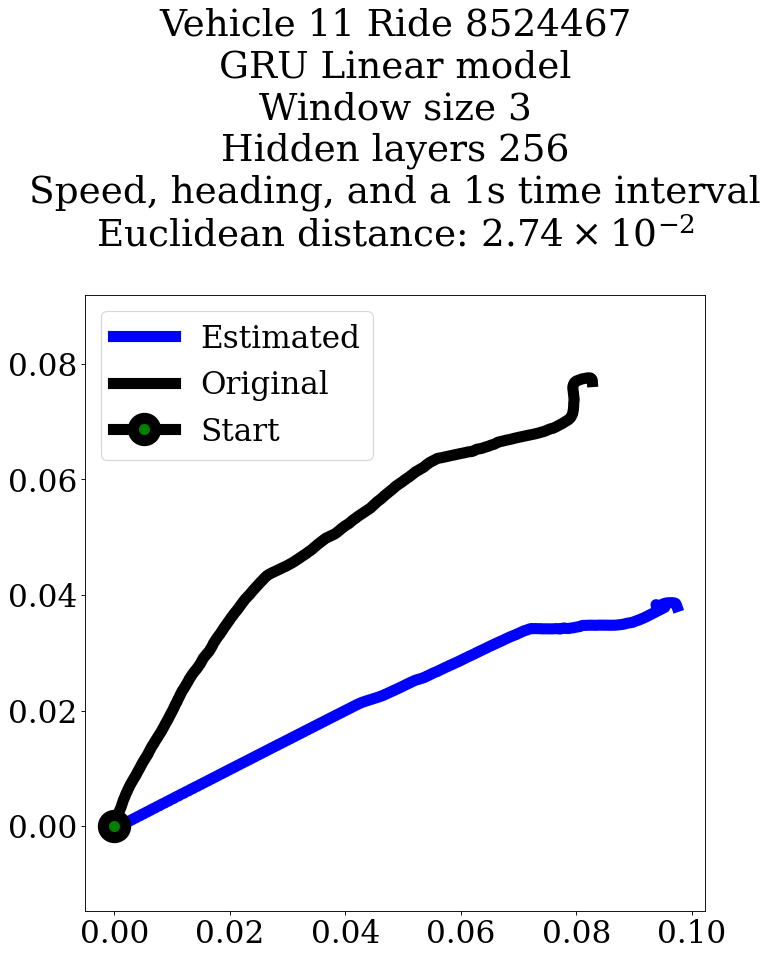 Vehicle 11 Ride 8524467
GRU Linear model
Window size 3
Hidden layers 256
Speed, heading, and a 1s time interval
Euclidean distance: 2.74 × 10⁻²
Estimated
Original
Start
0.08
0.06
0.04
0.02
0.00
0.00 0.02 0.04 0.06 0.08 0.10